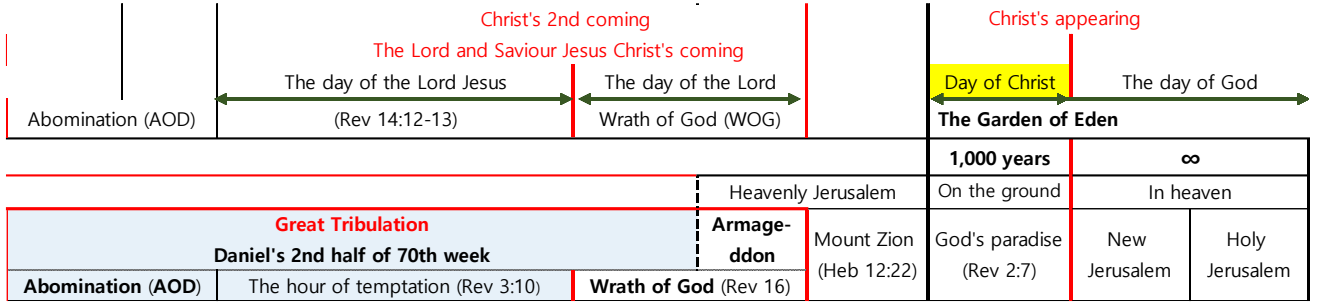 Christ's 2nd coming
Christ's appearing
The Lord and Saviour Jesus Christ's coming
The day of the Lord Jesus
The day of the Lord
Day of Christ
The day of God
Abomination (AOD)
(Rev 14:12-13)
Wrath of God (WOG)
The Garden of Eden
1,000 years
∞
Heavenly Jerusalem
On the ground
In heaven
Great Tribulation
Daniel's 2nd half of 70th week
Armage-
ddon
Mount Zion
(Heb 12:22)
God's paradise
(Rev 2:7)
New
Jerusalem
Holy
Jerusalem
Abomination (AOD)
The hour of temptation (Rev 3:10)
Wrath of God (Rev 16)